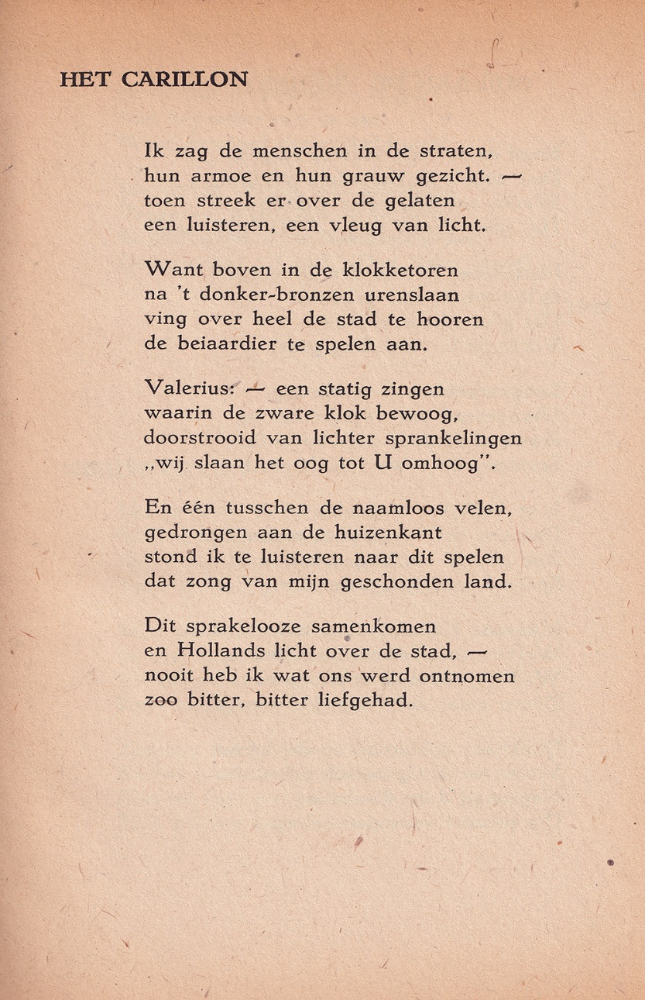 HET CARILLON
Ik zag de menschen in de straten,
hun armoe en hun grauw gezicht. —
toen streek er over de gelaten
een luisteren, een vleug van licht.
Want boven in de klokketoren
na 't donker-bronzen urenslaan
ving over heel de stad te hooren
de beiaardier te spelen aan.
Valerius: — een statig zingen
waarin de zware klok bewoog,
doorstrooid van lichter sprankelingen
„wij slaan het oog tot U omhoog”.
En één tusschen de naamloos velen,
gedrongen aan de huizenkant
stond ik te luisteren naar dit spelen
dat zong van mijn geschonden land.
Dit sprakelooze samenkomen
en Hollands licht over de stad, —
nooit heb ik wat ons werd ontnomen
zoo bitter, bitter liefgehad.